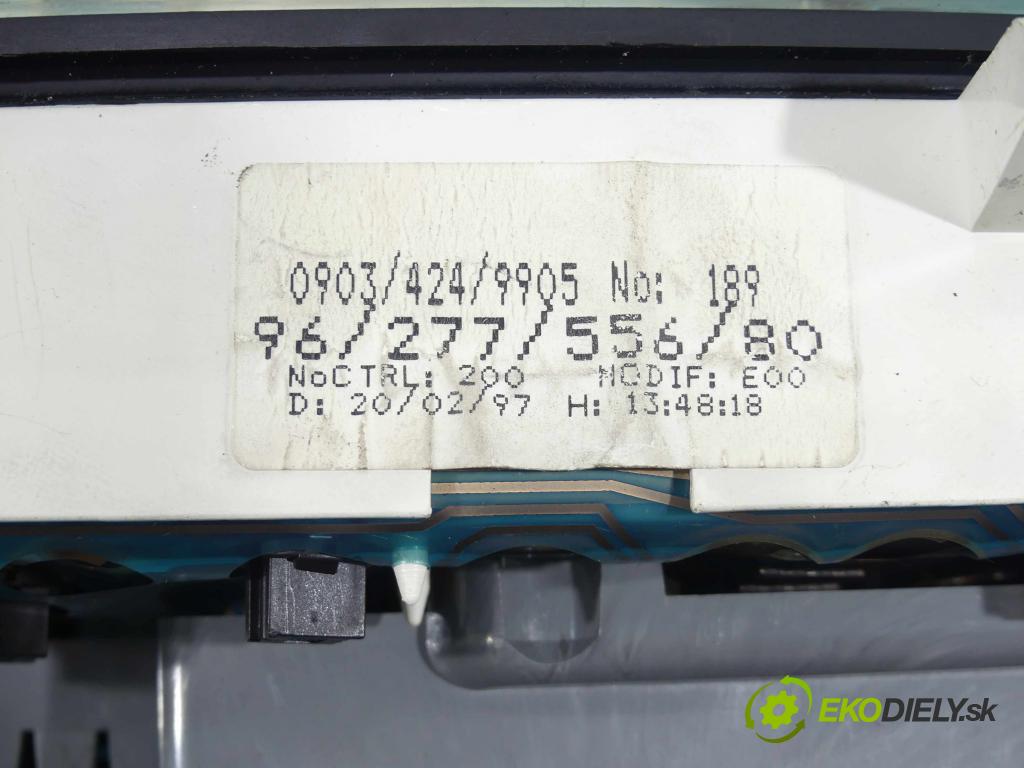 0903/424/9905 No: 189
96/277/556/80
NoCTRL: 200 MODIF: E00
D: 20/02/97 H: 13:48:18
EKODIELY.sk